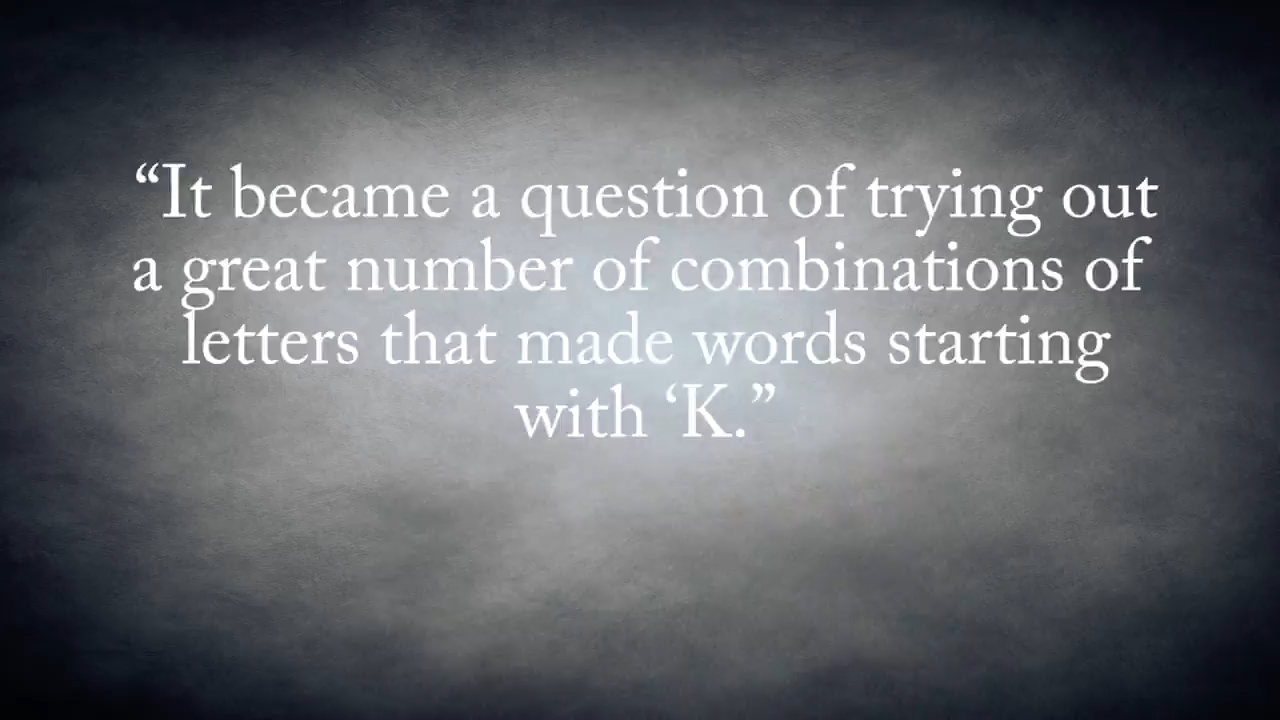 “It became a question of trying out
a great number of combinations of
letters that made words starting
with ‘K.”